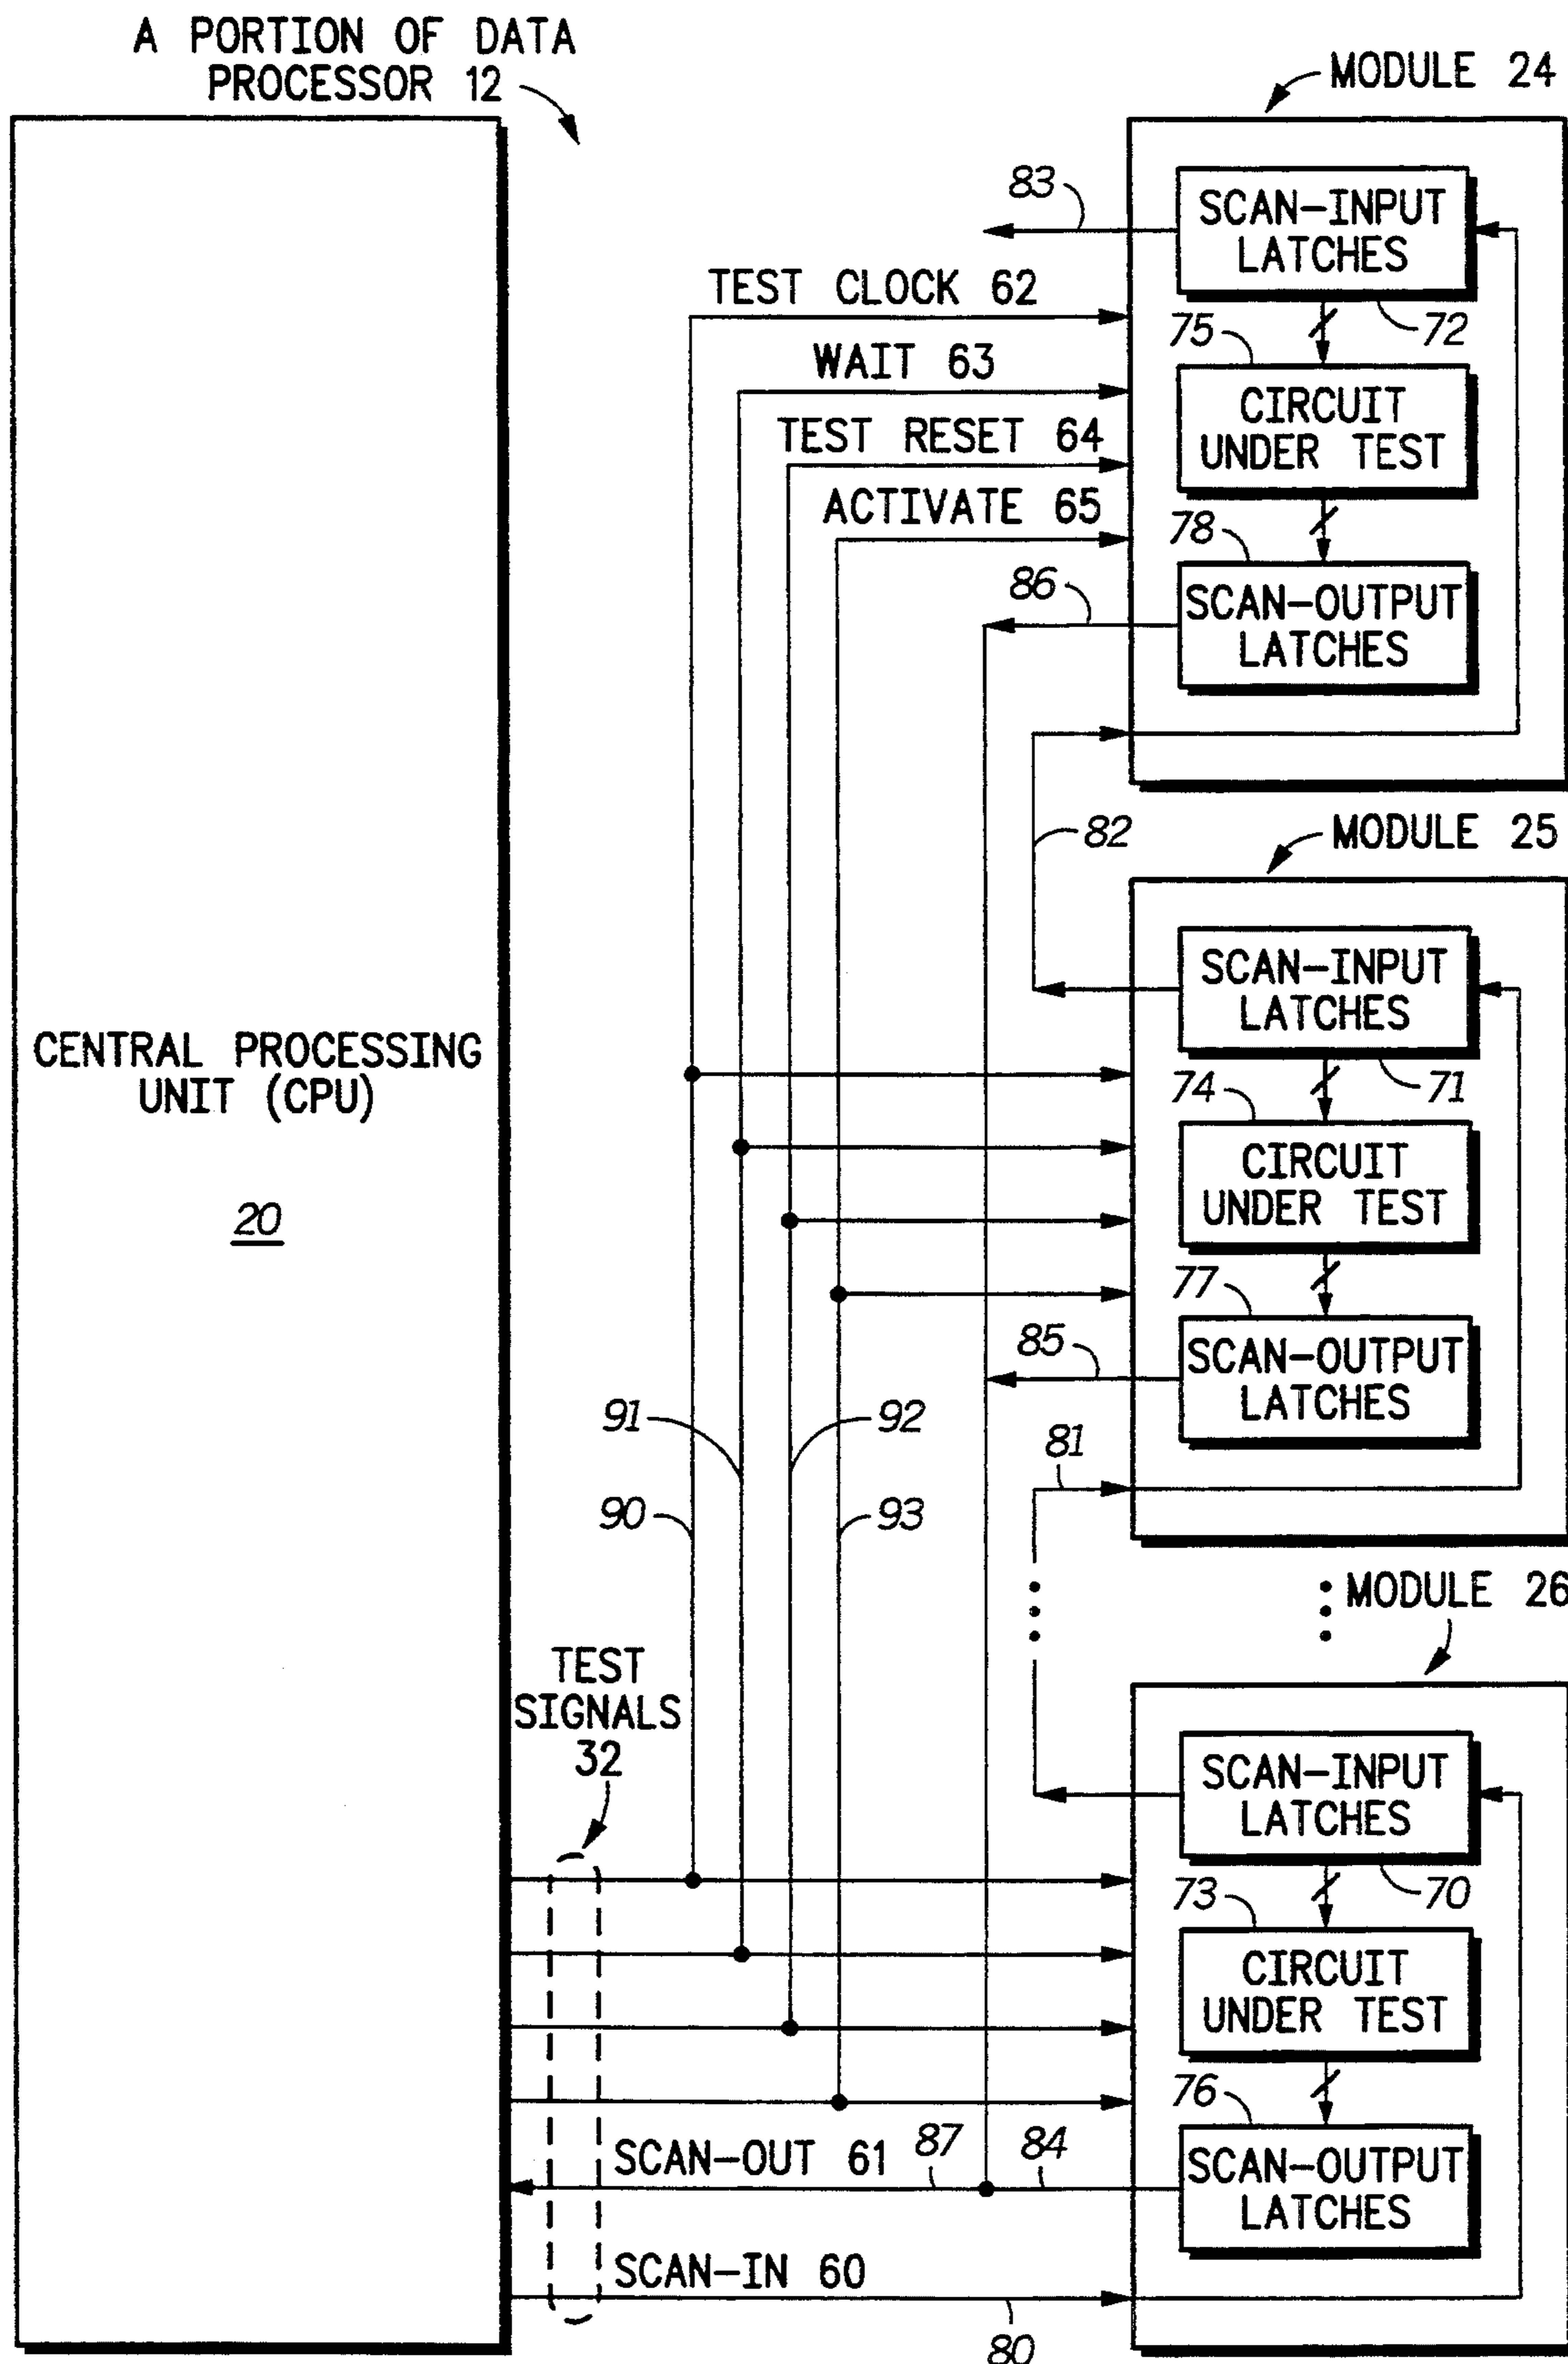 A PORTION OF DATA
PROCESSOR 12
MODULE 24
83
SCAN-INPUT
LATCHES
72
TEST CLOCK 62
WAIT 63
TEST RESET 64
ACTIVATE 65
75
CIRCUIT
UNDER TEST
78
86
SCAN-OUTPUT
LATCHES
82
MODULE 25
SCAN-INPUT
LATCHES
71
CENTRAL PROCESSING
UNIT (CPU)
20
74
CIRCUIT
UNDER TEST
77
85
SCAN-OUTPUT
LATCHES
91
92
81
90
93
MODULE 26
TEST
SIGNALS
32
SCAN-INPUT
LATCHES
70
73
CIRCUIT
UNDER TEST
76
SCAN-OUT 61
87
84
SCAN-OUTPUT
LATCHES
SCAN-IN 60
80